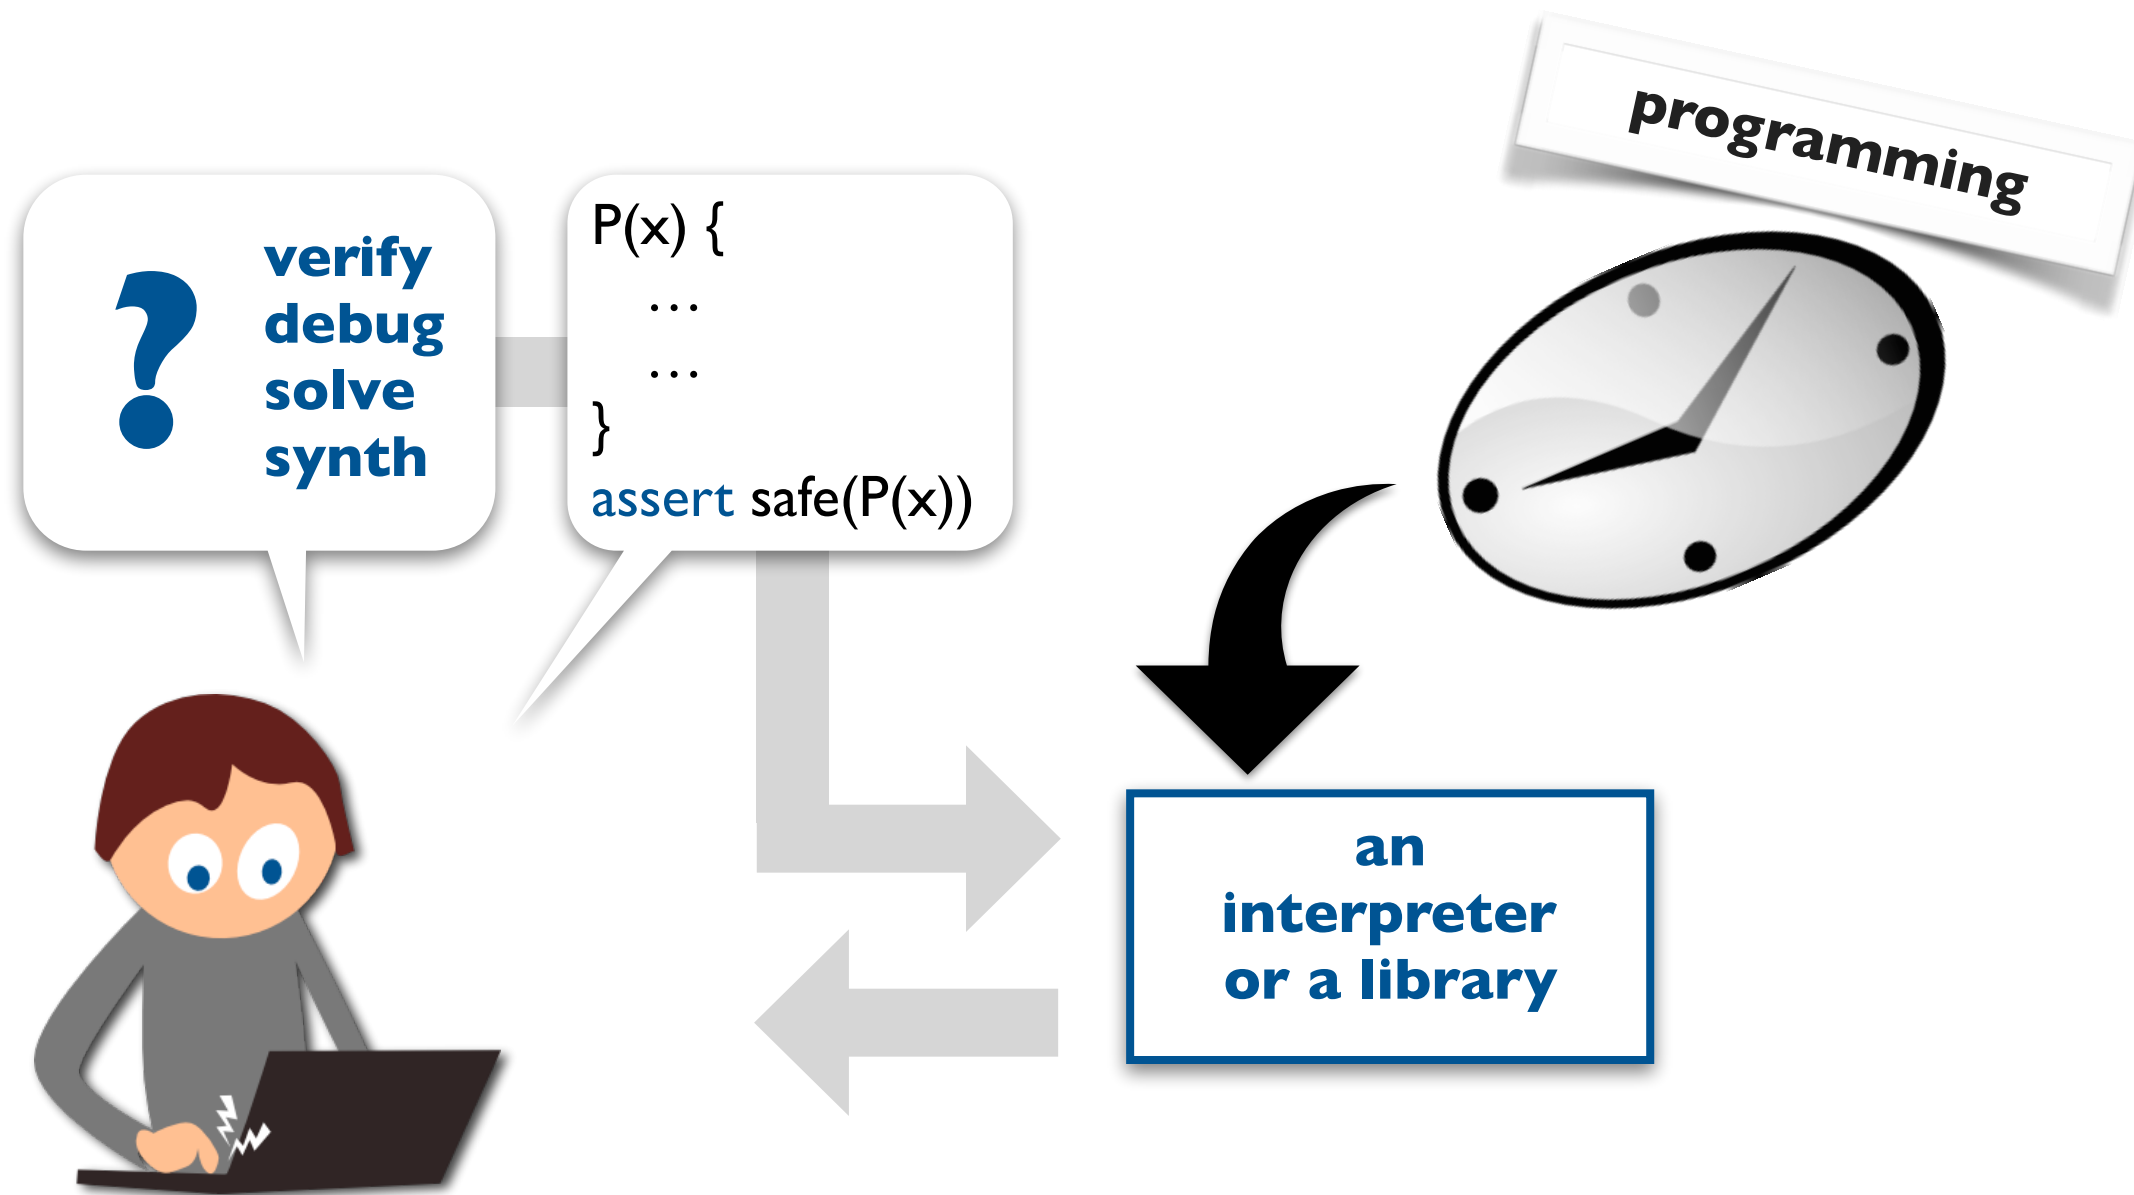 programming
?
verify
debug
solve
synth
P(x) {
…
…
}
assert safe(P(x))
an
interpreter
or a library